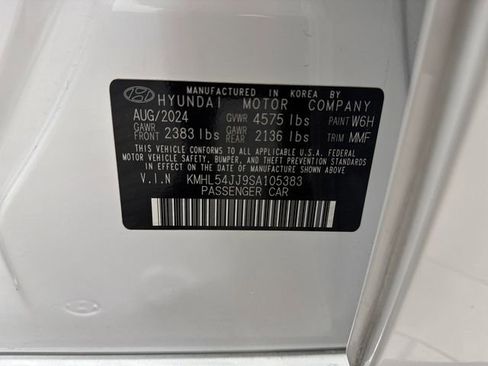 MANUFACTURED IN KOREA BY
HYUNDAI MOTOR COMPANY
AUG/2024 GVWR 4575 lbs PAINT W6H
GAWR FRONT 2383 lbs GAWR REAR 2136 lbs TRIM MMF
THIS VEHICLE CONFORMS TO ALL APPLICABLE U.S.A. FEDERAL
MOTOR VEHICLE SAFETY, BUMPER, AND THEFT PREVENTION STANDARDS
IN EFFECT ON THE DATE OF MANUFACTURE SHOWN ABOVE.
V.I.N KMHL54JJ9SA105383
PASSENGER CAR